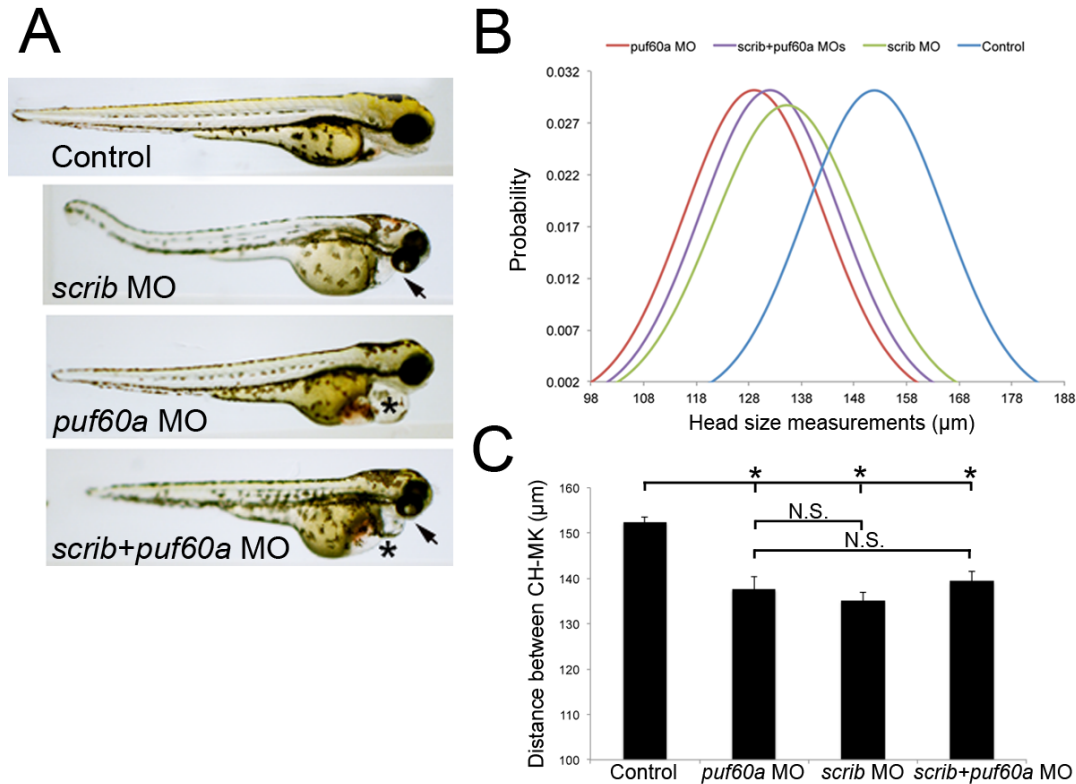 A
Control
scrib MO
puf60a MO
*
scrib+puf60a MO
*
B
puf60a MO scrib+puf60a MOs scrib MO Control
Probability
0.032
0.027
0.022
0.017
0.012
0.007
0.002
98 108 118 128 138 148 158 168 178 188
Head size measurements (µm)
C
Distance between CH-MK (µm)
160
150
140
130
120
110
100
* * *
N.S.
N.S.
Control puf60a MO scrib MO scrib+puf60a MO